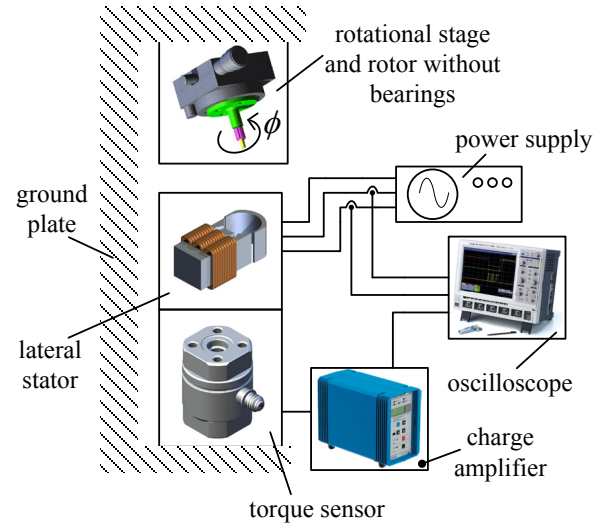 rotational stage
and rotor without
bearings
ϕ
power supply
ground
plate
lateral
stator
oscilloscope
charge
amplifier
torque sensor